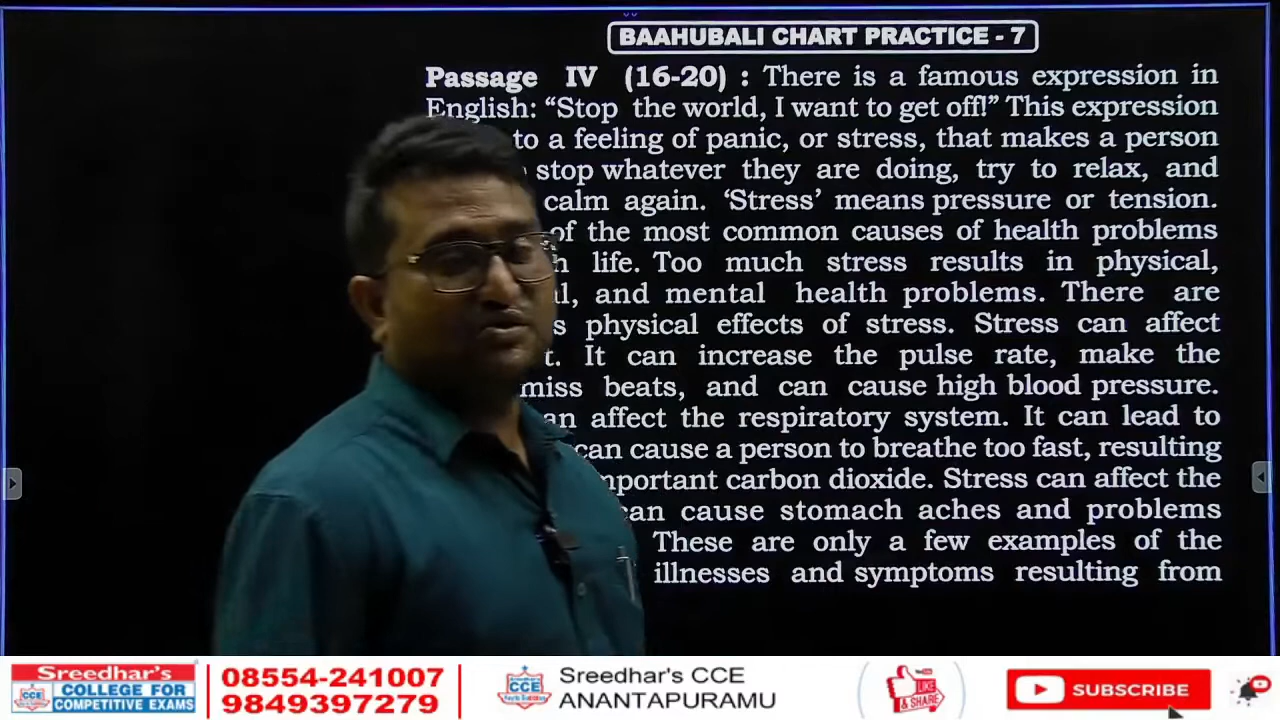 BAAHUBALI CHART PRACTICE - 7
Passage IV (16-20) : There is a famous expression in
English: “Stop the world, I want to get off!” This expression
to a feeling of panic, or stress, that makes a person
stop whatever they are doing, try to relax, and
calm again. ‘Stress’ means pressure or tension.
of the most common causes of health problems
life. Too much stress results in physical,
and mental health problems. There are
physical effects of stress. Stress can affect
It can increase the pulse rate, make the
miss beats, and can cause high blood pressure.
affect the respiratory system. It can lead to
can cause a person to breathe too fast, resulting
carbon dioxide. Stress can affect the
can cause stomach aches and problems
These are only a few examples of the
illnesses and symptoms resulting from
Sreedhar's
CCE
COLLEGE FOR
COMPETITIVE EXAMS
08554-241007
9849397279
CCE
Sreedhar's CCE
ANANTAPURAMU
LIKE
& SHARE
SUBSCRIBE